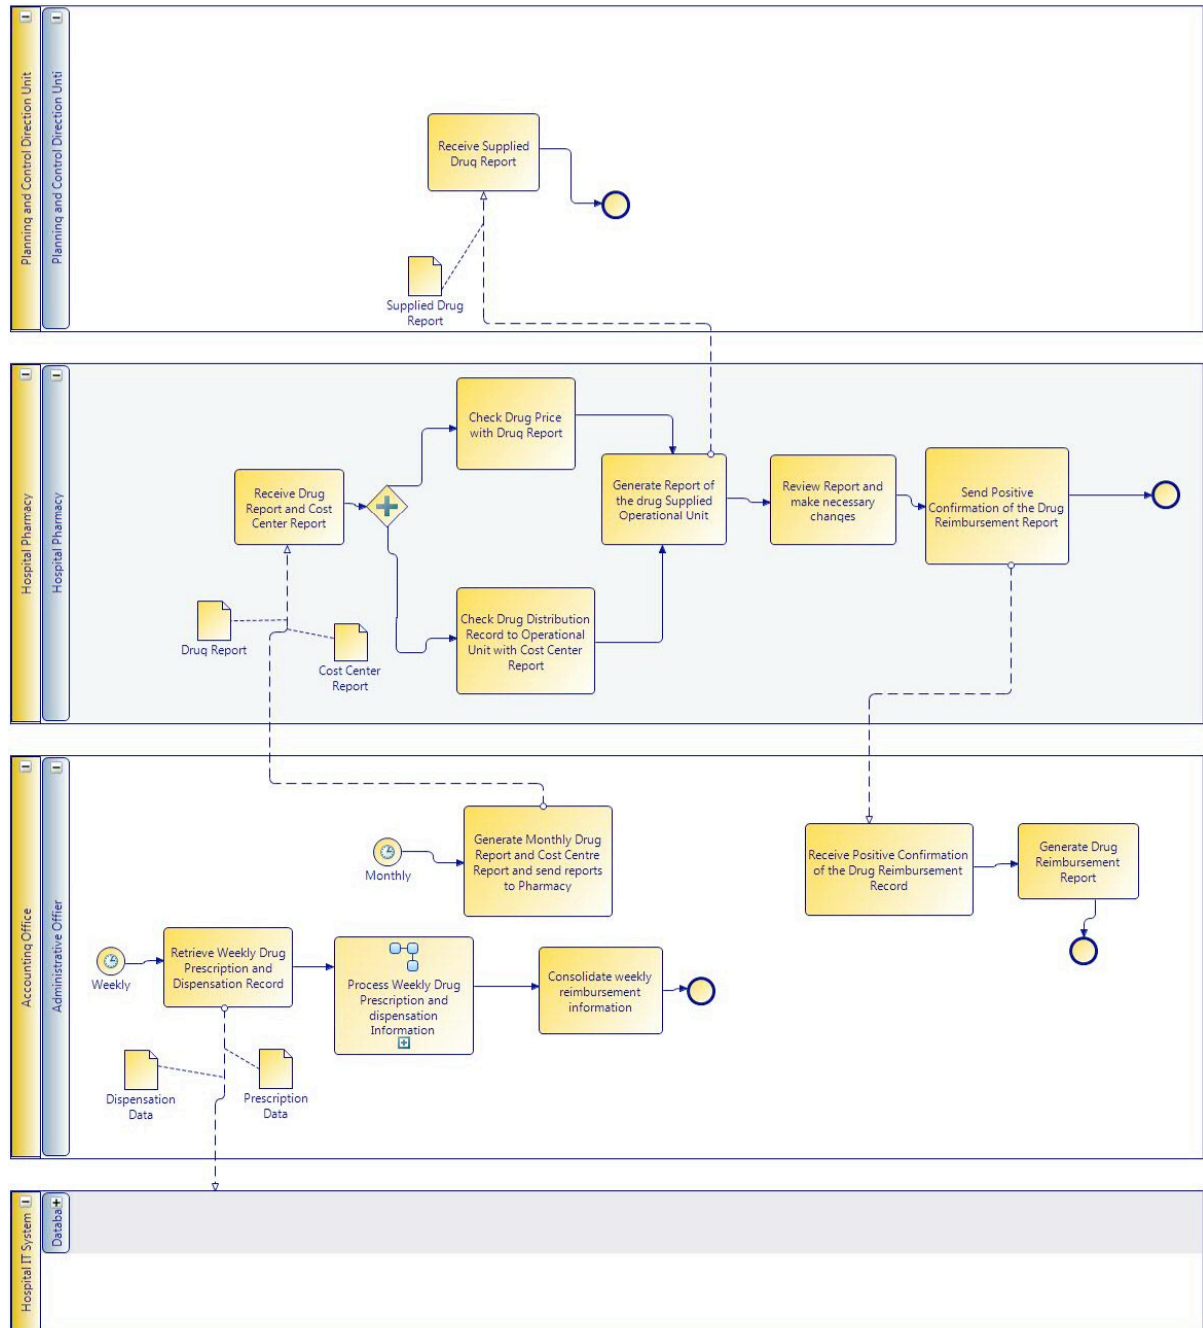 Planning and Control Direction Unit
Planning and Control Direction Unti
Receive Supplied
Druq Report
Supplied Drug
Report
Hospital Pharmacy
Hospital Pharmacy
Check Drug Price
with Druq Report
Receive Drug
Report and Cost
Center Report
Generate Report of
the drug Supplied
Operational Unit
Review Report and
make necessary
changes
Send Positive
Confirmation of the Drug
Reimbursement Report
Check Drug Distribution
Record to Operational
Unit with Cost Center
Report
Druq Report
Cost Center
Report
Accounting Office
Administrative Offier
Monthly
Generate Monthly Drug
Report and Cost Centre
Report and send reports
to Pharmacy
Receive Positive Confirmation
of the Drug Reimbursement
Record
Generate Drug
Reimbursement
Report
Weekly
Retrieve Weekly Drug
Prescription and
Dispensation Record
Process Weekly Drug
Prescription and
dispensation
Information
Consolidate weekly
reimbursement
information
Dispensation
Data
Prescription
Data
Hospital IT System
Databa